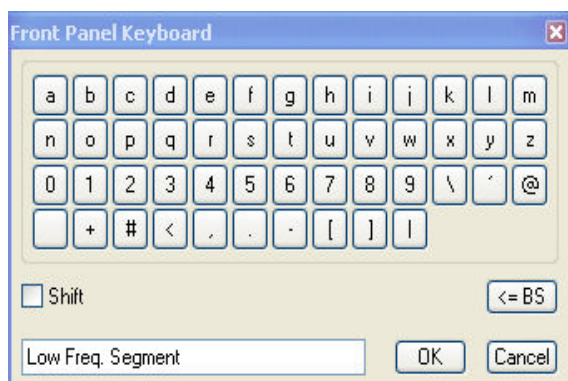 Front Panel Keyboard
a b c d e f g h i j k l m
n o p q r s t u v w x y z
0 1 2 3 4 5 6 7 8 9 \ ´ @
+ # < , . - [ ] |
Shift
<= BS
Low Freq. Segment
OK Cancel